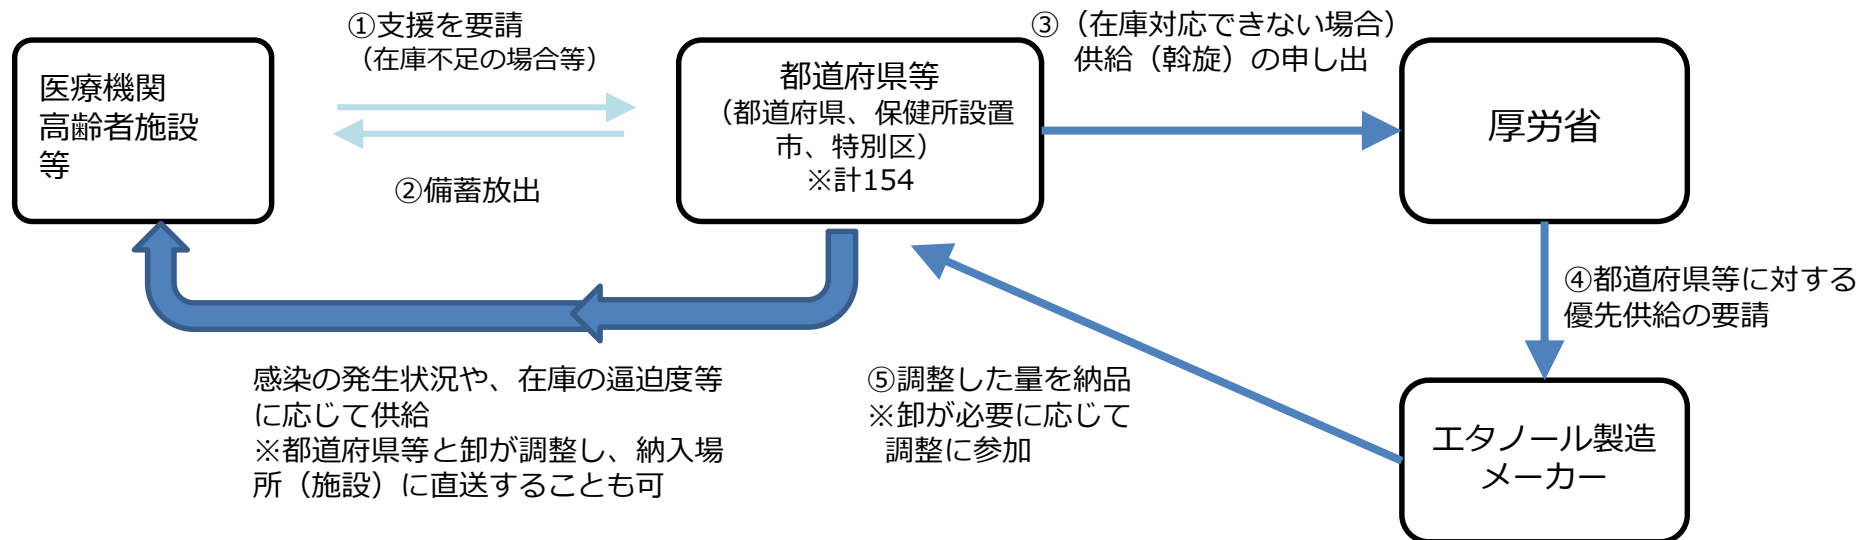 ①支援を要請
（在庫不足の場合等）
③（在庫対応できない場合）
供給（斡旋）の申し出
医療機関
高齢者施設
等
都道府県等
（都道府県、保健所設置
市、特別区）
※計154
厚労省
②備蓄放出
④都道府県等に対する
優先供給の要請
感染の発生状況や、在庫の逼迫度等
に応じて供給
※都道府県等と卸が調整し、納入場
所（施設）に直送することも可
⑤調整した量を納品
※卸が必要に応じて
調整に参加
エタノール製造
メーカー